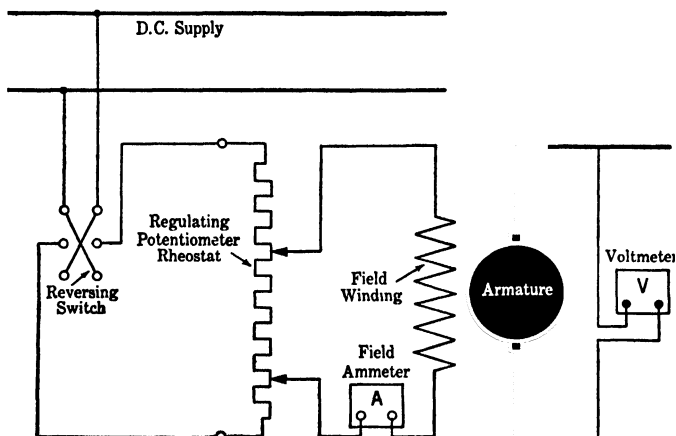 D.C. Supply
Regulating
Potentiometer
Rheostat
Reversing
Switch
Field
Winding
Armature
Voltmeter
V
Field
Ammeter
A